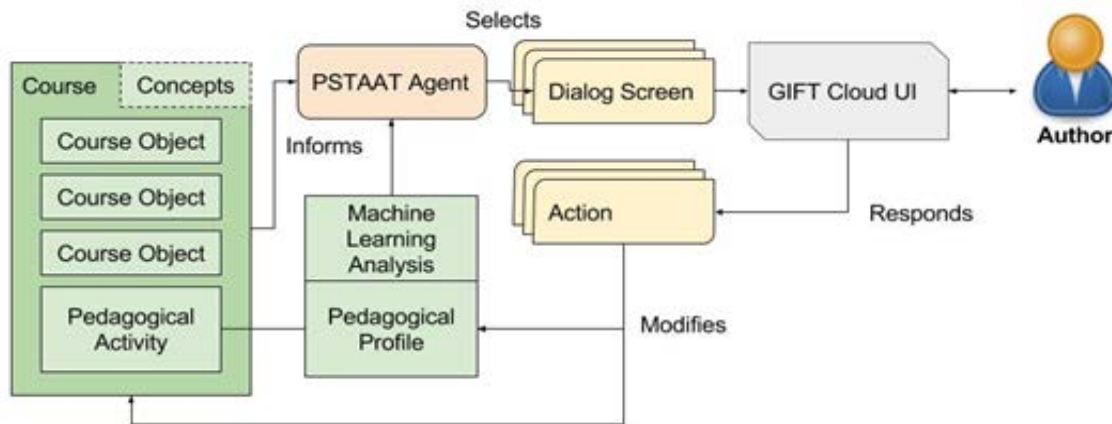 Selects
Course
Concepts
PSTAAT Agent
Dialog Screen
GIFT Cloud UI
Author
Course Object
Informs
Course Object
Course Object
Machine
Learning
Analysis
Action
Responds
Pedagogical
Activity
Pedagogical
Profile
Modifies